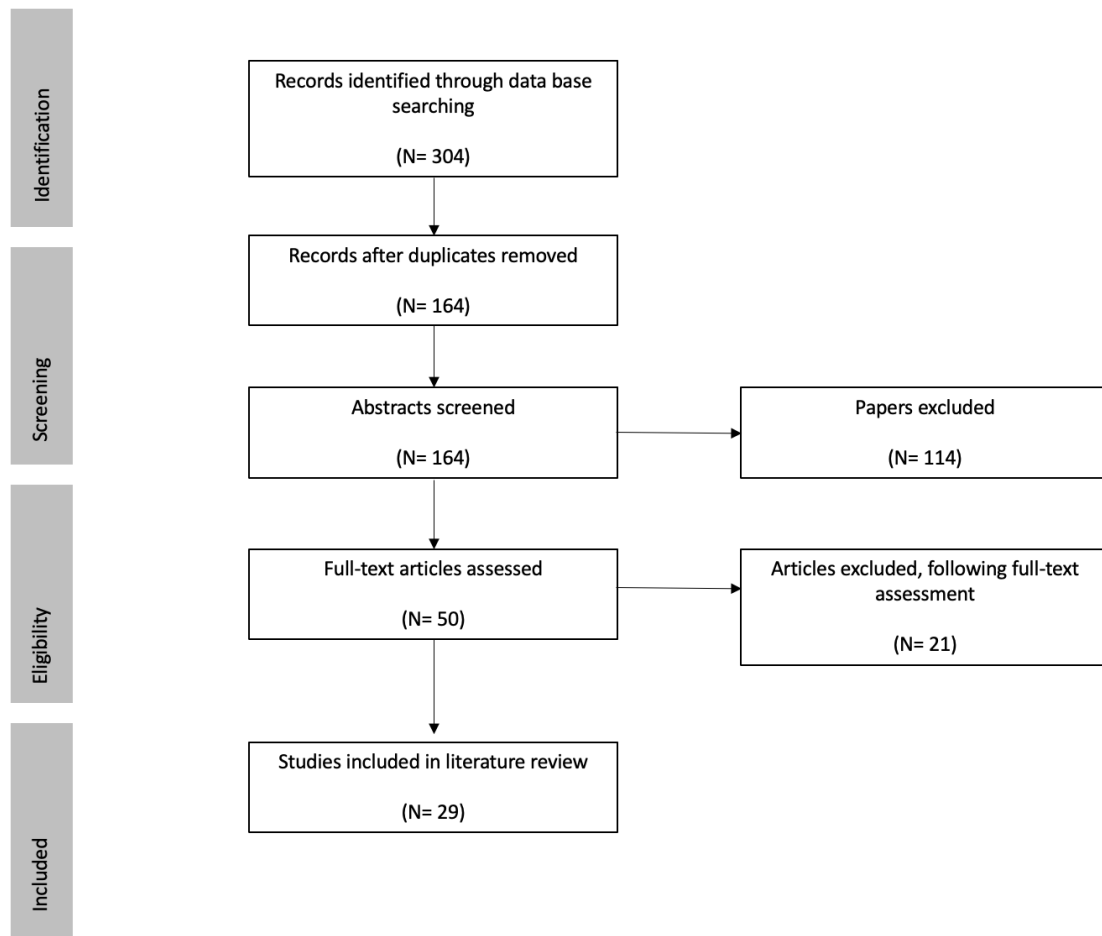 Identification
Records identified through data base
searching
(N= 304)
Records after duplicates removed
(N= 164)
Screening
Abstracts screened
(N= 164)
Papers excluded
(N= 114)
Eligibility
Full-text articles assessed
(N= 50)
Articles excluded, following full-text
assessment
(N= 21)
Included
Studies included in literature review
(N= 29)